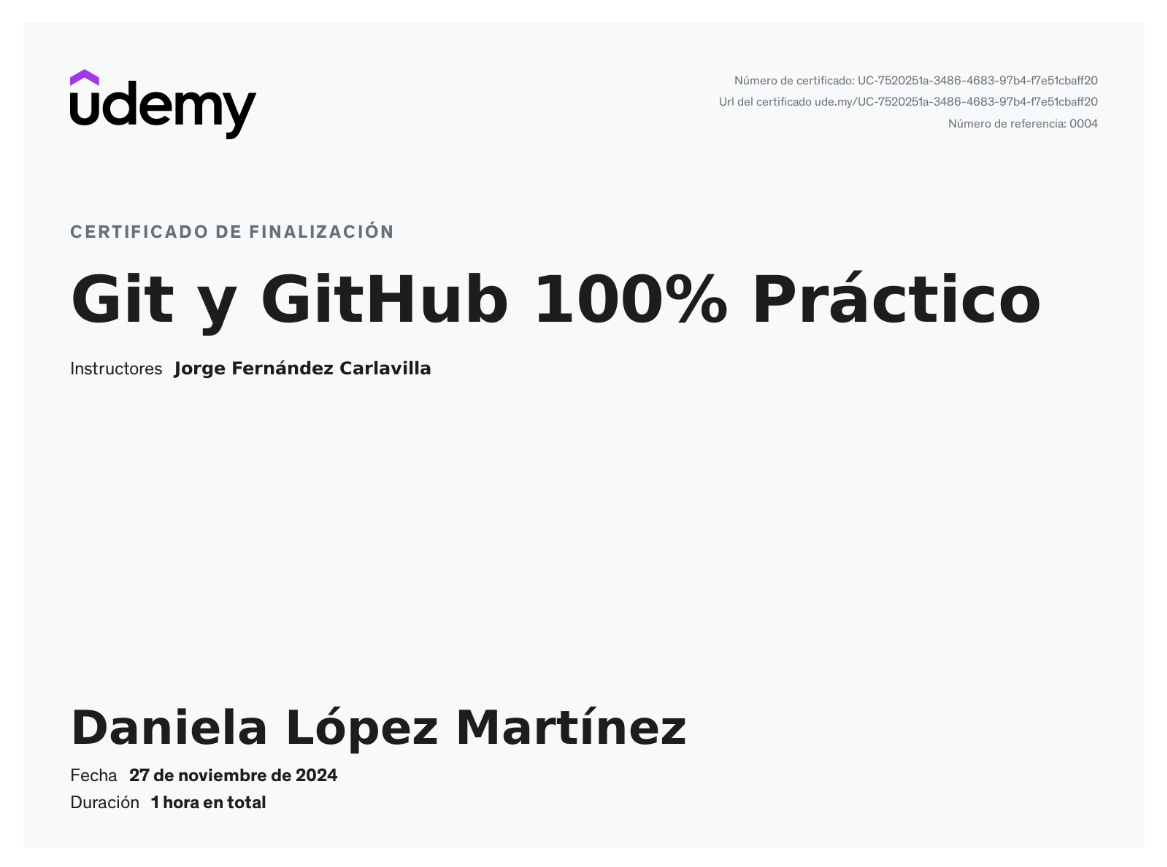 udemy
Número de certificado: UC-7520251a-3486-4683-97b4-f7e51cbaff20
Url del certificado ude.my/UC-7520251a-3486-4683-97b4-f7e51cbaff20
Número de referencia: 0004
CERTIFICADO DE FINALIZACIÓN
Git y GitHub 100% Práctico
Instructores Jorge Fernández Carlavilla
Daniela López Martínez
Fecha 27 de noviembre de 2024
Duración 1 hora en total